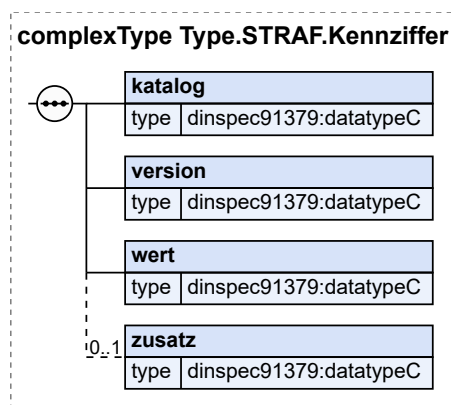 complexType Type.STRAF.Kennziffer
katalog
type dinspec91379:datatypeC
version
type dinspec91379:datatypeC
wert
type dinspec91379:datatypeC
0..1 zusatz
type dinspec91379:datatypeC